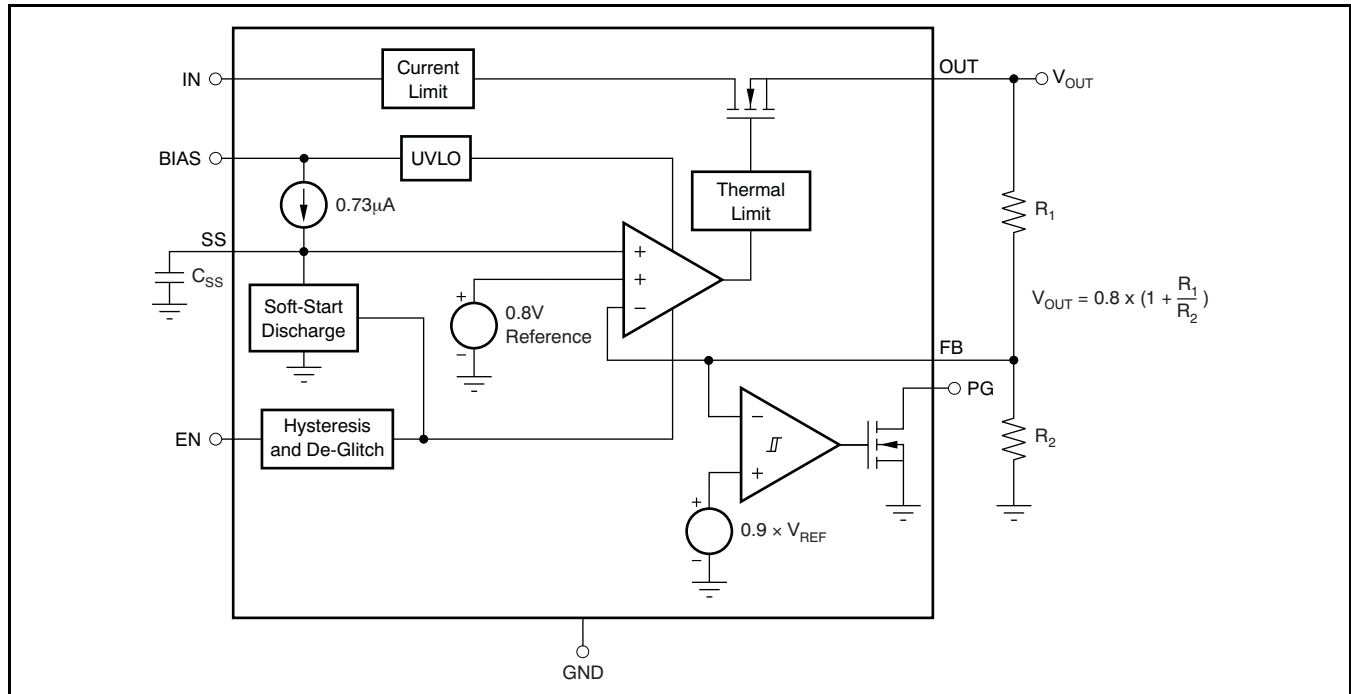 IN
Current
Limit
OUT
V_OUT
BIAS
UVLO
0.73μA
Thermal
Limit
R_1
SS
C_SS
+
+
−
Soft-Start
Discharge
+
0.8V
Reference
−
V_OUT = 0.8 x (1 + R_1/R_2)
FB
PG
EN
Hysteresis
and De-Glitch
−
+
R_2
+
0.9 × V_REF
−
GND